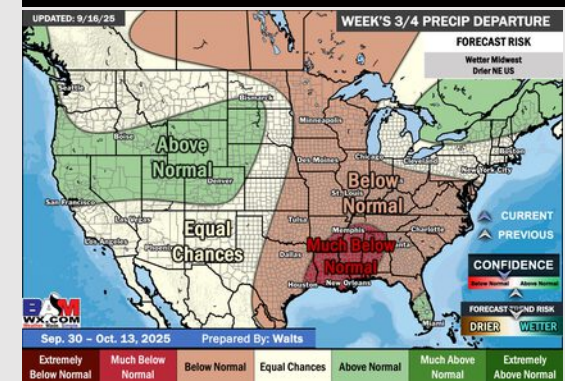 UPDATED: 9/16/25
WEEK'S 3/4 PRECIP DEPARTURE
FORECAST RISK
Wetter Midwest
Drier NE US
Seattle
Bismarck
Minneapolis
Boise
Above
Normal
Boston
Chicago
Cleveland
New York City
Des Moines
Denver
Below
Normal
St. Louis
San Francisco
Las Vegas
Equal
Chances
Tulsa
Memphis
Charlotte
CURRENT
PREVIOUS
Los Angeles
Phoenix
Dallas
Much Below
Normal
Houston
New Orleans
CONFIDENCE
Below Normal
Above Normal
BAM
WX.COM
FORECAST TREND RISK
DRIER
WETTER
Miami
Sep. 30 – Oct. 13, 2025
Prepared By: Walts
Extremely Below Normal
Much Below Normal
Below Normal
Equal Chances
Above Normal
Much Above Normal
Extremely Above Normal